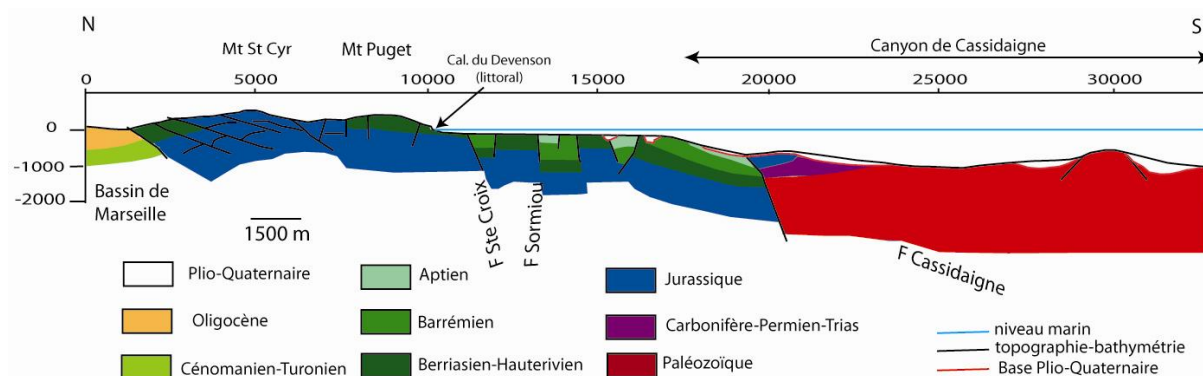 N
S
Mt St Cyr
Mt Puget
Cal. du Devenson
(littoral)
Canyon de Cassidaigne
0
5000
10000
15000
20000
25000
30000
0
-1000
-2000
Bassin de
Marseille
1500 m
F Ste Croix
F Sormiou
F Cassidaigne
Plio-Quaternaire
Oligocène
Cénomanien-Turonien
Aptien
Barrémien
Berriasien-Hauterivien
Jurassique
Carbonifère-Permien-Trias
Paléozoïque
niveau marin
topographie-bathymétrie
Base Plio-Quaternaire